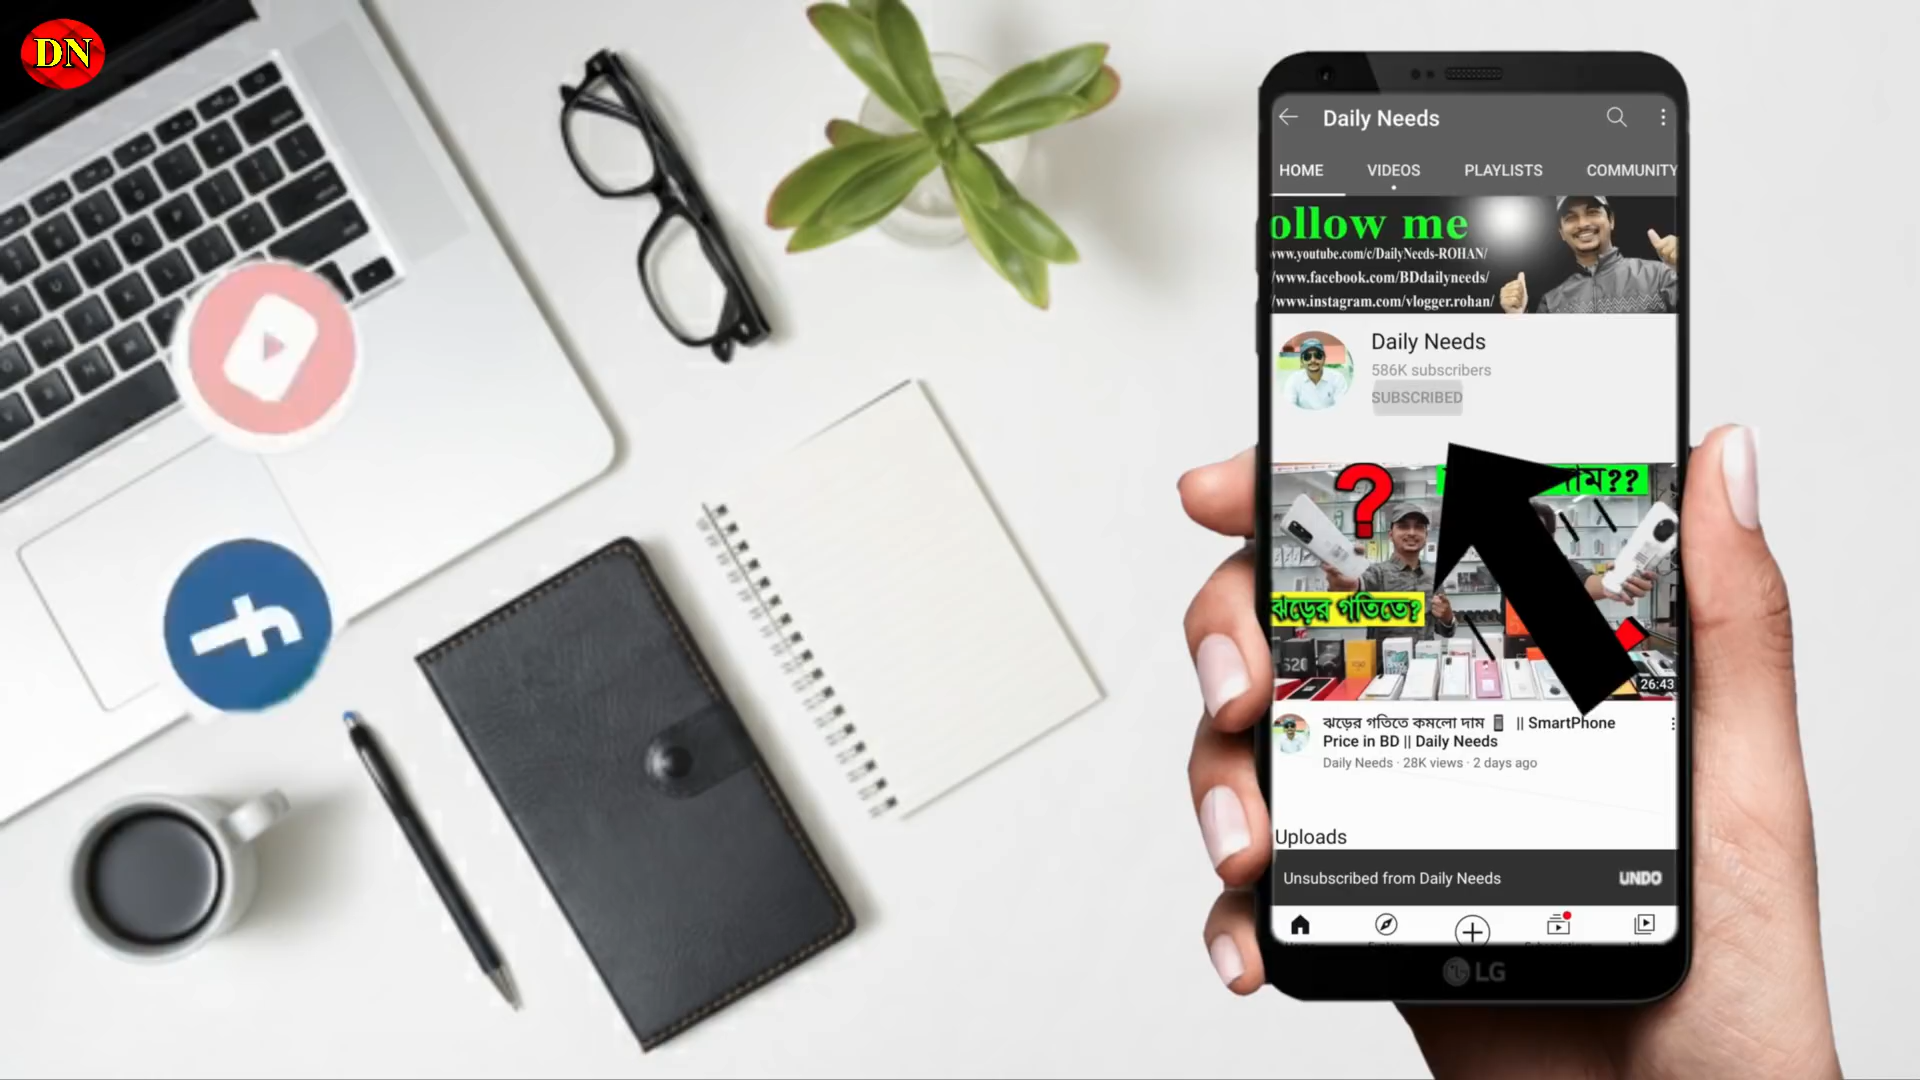 DN
Daily Needs
HOME VIDEOS PLAYLISTS COMMUNITY
ollow me
www.youtube.com/c/DailyNeeds-ROHAN/
/www.facebook.com/BDdailyneeds/
/www.instagram.com/vlogger.rohan/
Daily Needs
586K subscribers
SUBSCRIBED
?
দাম??
ঝড়ের গতিতে?
S20
26:43
ঝড়ের গতিতে কমলো দাম 📱 || SmartPhone
Price in BD || Daily Needs
Daily Needs · 28K views · 2 days ago
Uploads
Unsubscribed from Daily Needs UNDO
LG